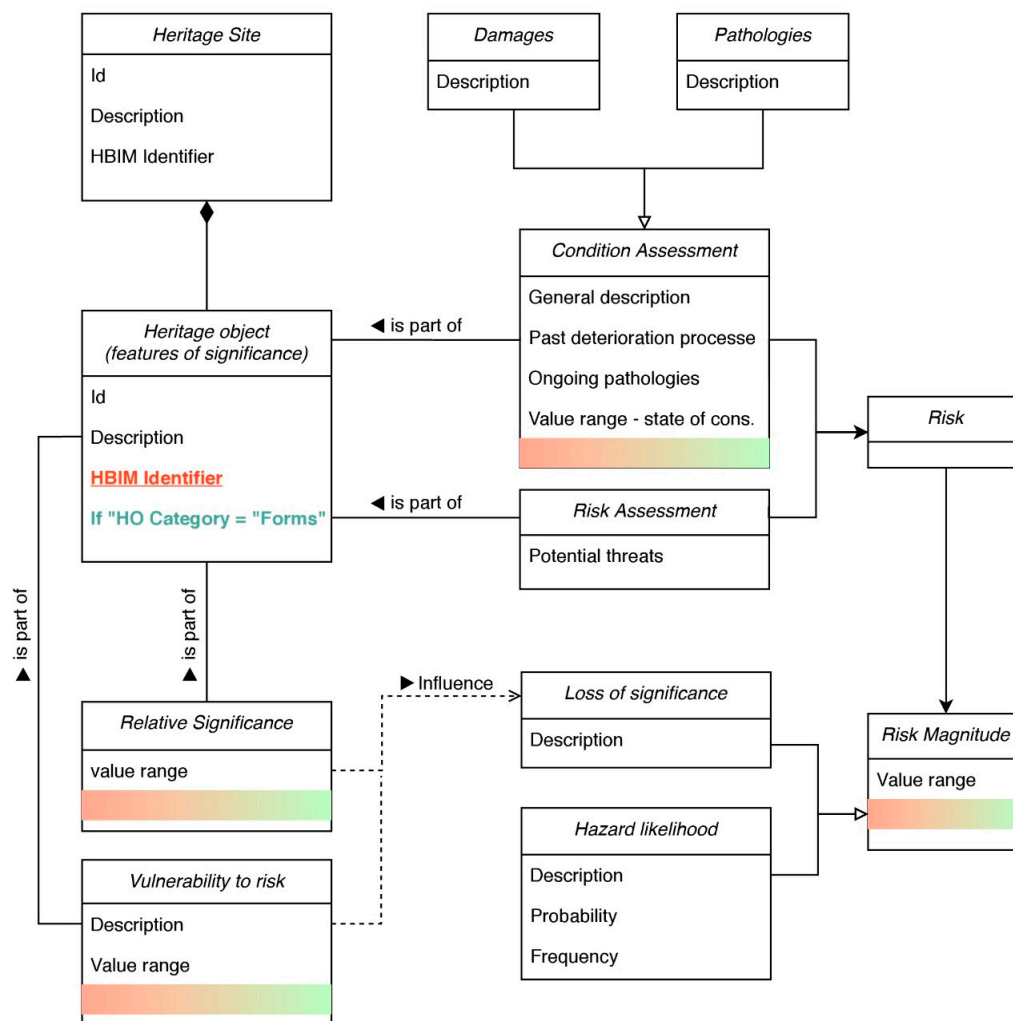 Heritage Site
Id
Description
HBIM Identifier
Damages
Description
Pathologies
Description
Condition Assessment
General description
Past deterioration processe
Ongoing pathologies
Value range - state of cons.
◀ is part of
Heritage object
(features of significance)
Id
Description
HBIM Identifier
If "HO Category = "Forms"
◀ is part of
Risk Assessment
Potential threats
Risk
▶ is part of
▶ is part of
Relative Significance
value range
▶ Influence
Loss of significance
Description
Risk Magnitude
Value range
Hazard likelihood
Description
Probability
Frequency
Vulnerability to risk
Description
Value range